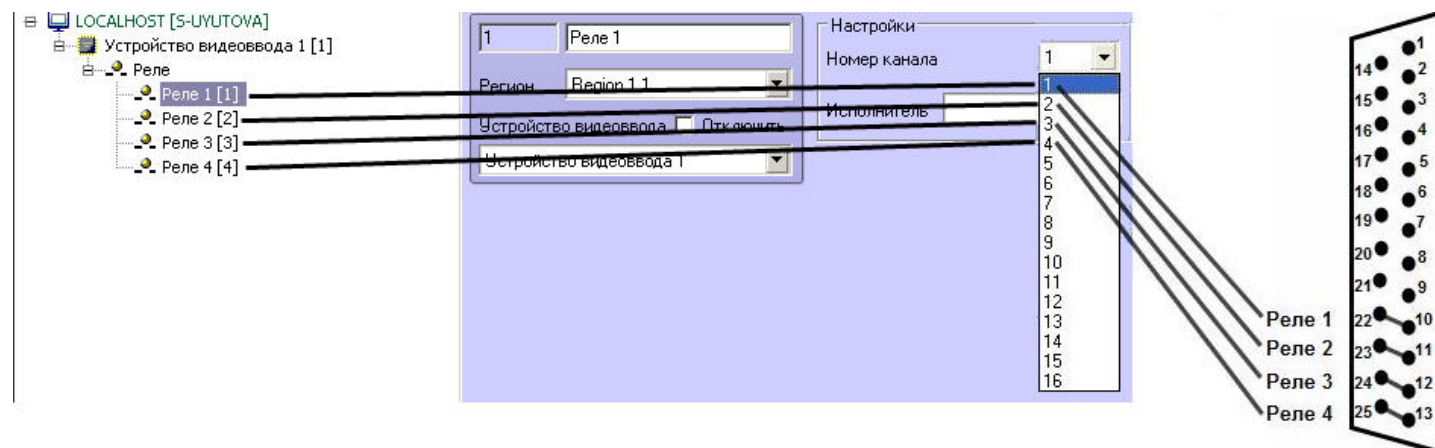 LOCALHOST [S-UYUTOVA]
Устройство видеоввода 1 [1]
Реле
Реле 1 [1]
Реле 2 [2]
Реле 3 [3]
Реле 4 [4]
1
Реле 1
Регион
Region 1.1
Устройство видеоввода
Отключить
Устройство видеоввода 1
Настройки
Номер канала
1
Исполнитель
1
2
3
4
5
6
7
8
9
10
11
12
13
14
15
16
Реле 1
Реле 2
Реле 3
Реле 4
1
14
2
15
3
16
4
17
5
18
6
19
7
20
8
21
9
22
10
23
11
24
12
25
13